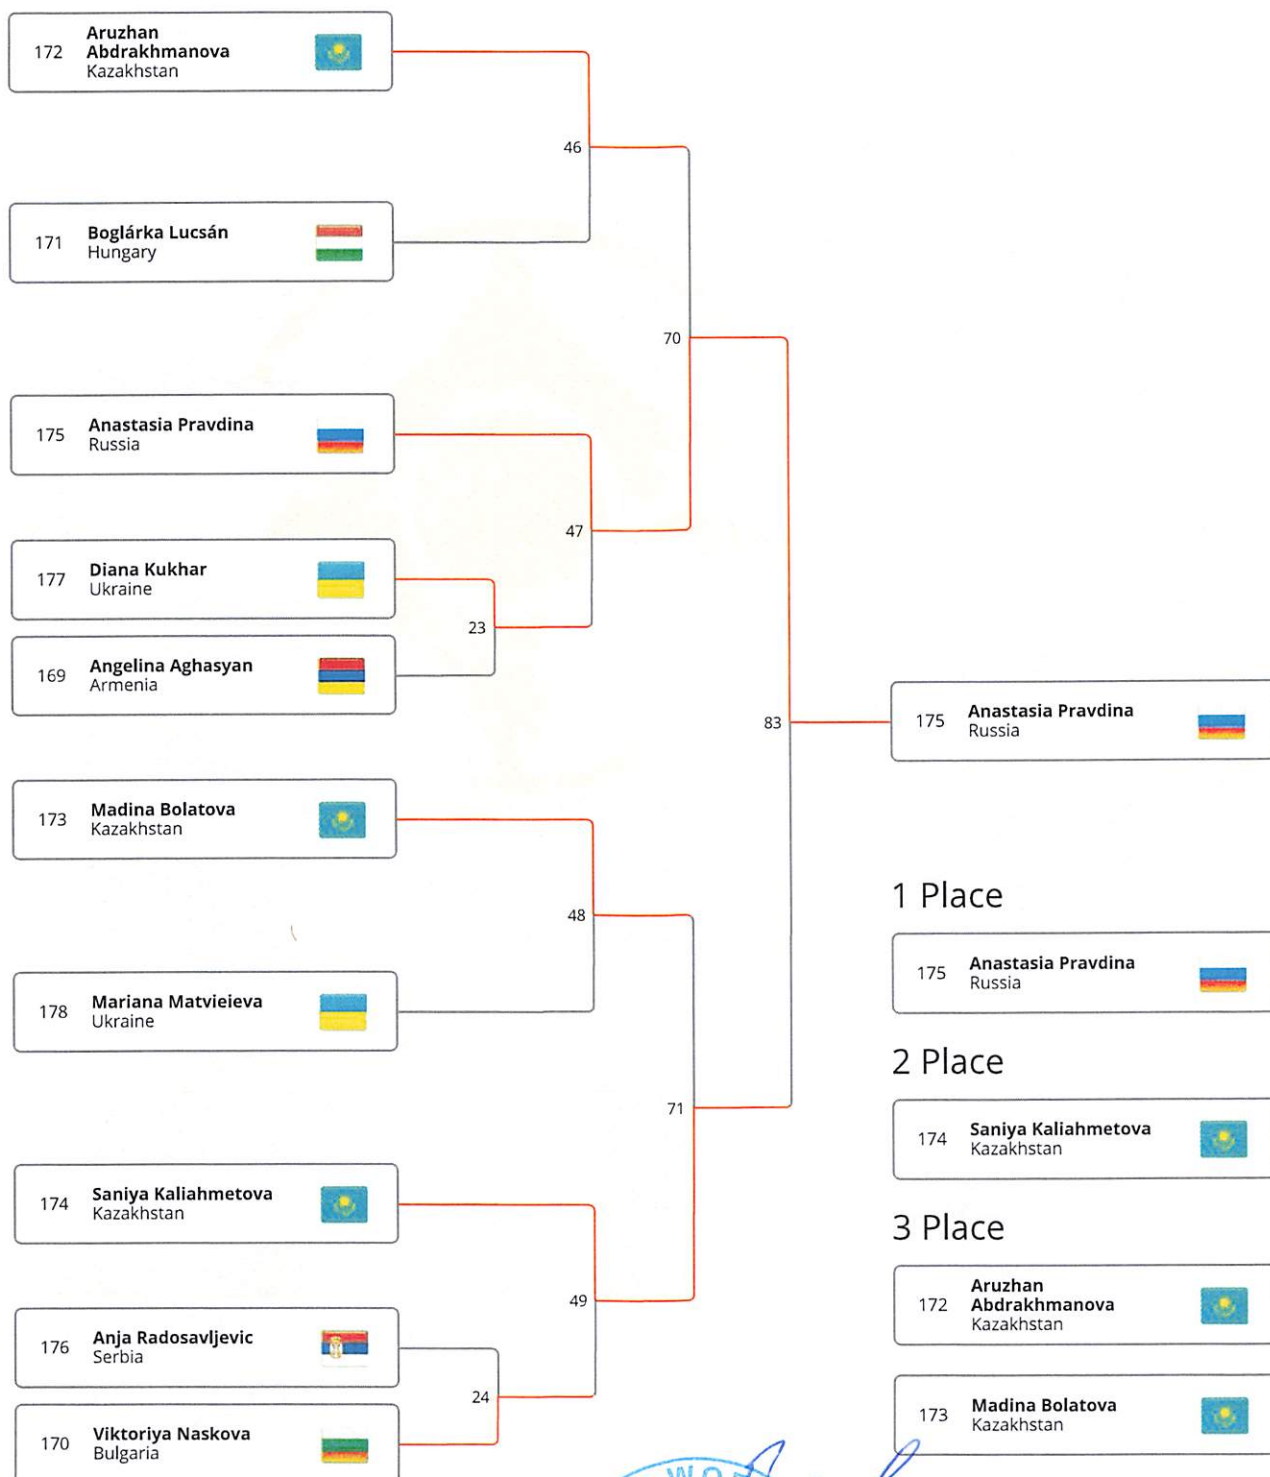 172
Aruzhan
Abdrakhmanova
Kazakhstan
46
171
Boglárka Lucsán
Hungary
70
175
Anastasia Pravdina
Russia
47
177
Diana Kukhar
Ukraine
23
169
Angelina Aghasyan
Armenia
83
175
Anastasia Pravdina
Russia
173
Madina Bolatova
Kazakhstan
48
178
Mariana Matvieieva
Ukraine
71
174
Saniya Kaliahmetova
Kazakhstan
49
176
Anja Radosavljevic
Serbia
24
170
Viktoriya Naskova
Bulgaria
1 Place
175
Anastasia Pravdina
Russia
2 Place
174
Saniya Kaliahmetova
Kazakhstan
3 Place
172
Aruzhan
Abdrakhmanova
Kazakhstan
173
Madina Bolatova
Kazakhstan